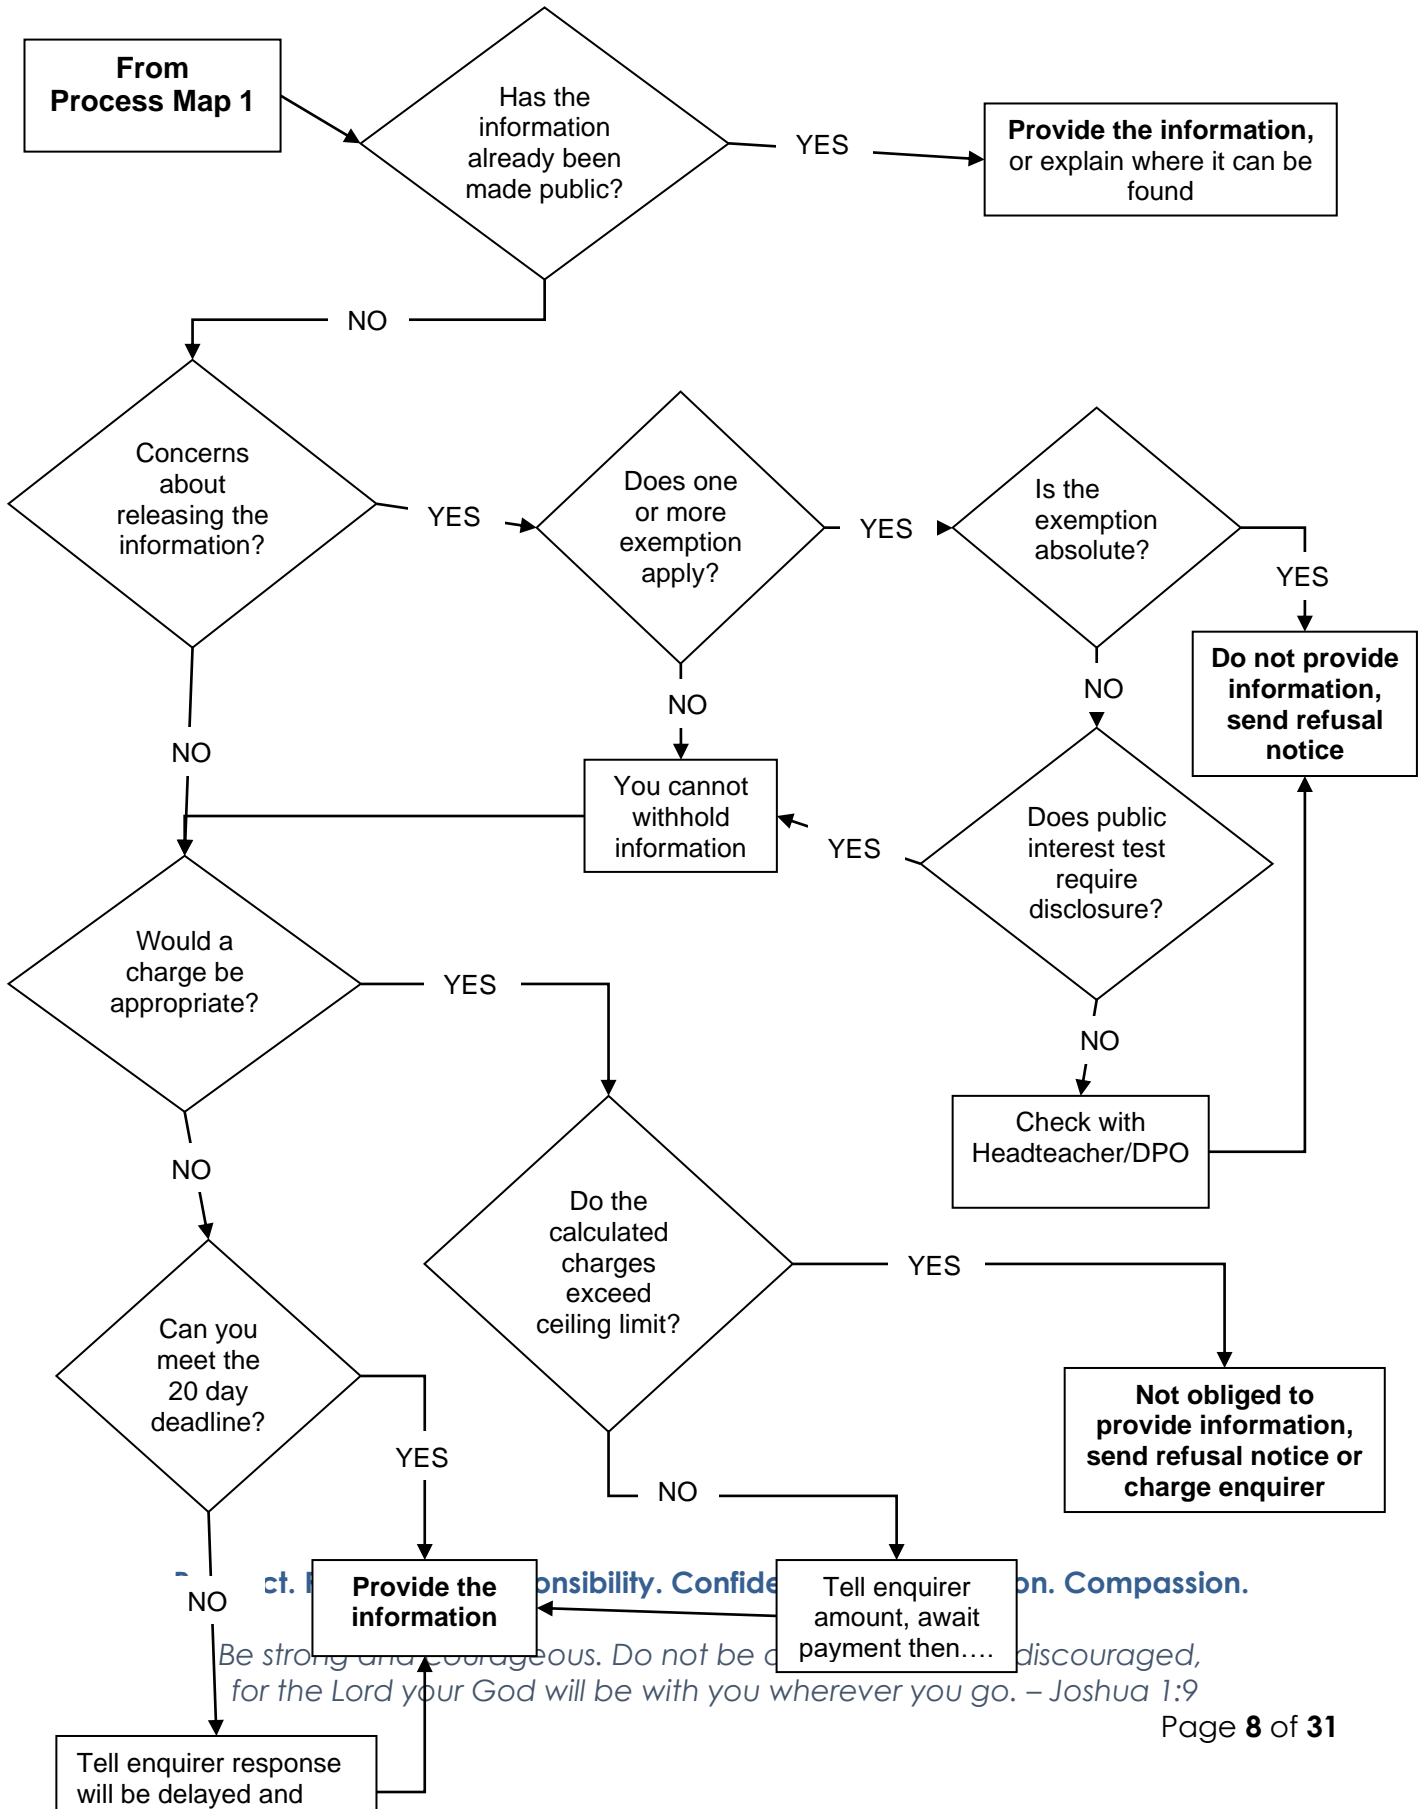 From
Process Map 1
Has the
information
already been
made public?
YES
Provide the information,
or explain where it can be
found
NO
Concerns
about
releasing the
information?
YES
Does one
or more
exemption
apply?
YES
Is the
exemption
absolute?
YES
Do not provide
information,
send refusal
notice
NO
NO
NO
You cannot
withhold
information
YES
Does public
interest test
require
disclosure?
Would a
charge be
appropriate?
YES
NO
Check with
Headteacher/DPO
NO
Do the
calculated
charges
exceed
ceiling limit?
YES
Can you
meet the
20 day
deadline?
YES
Not obliged to
provide information,
send refusal notice or
charge enquirer
NO
NO
Provide the
information
Tell enquirer
amount, await
payment then….
Compassion.
Be strong and courageous. Do not be discouraged,
for the Lord your God will be with you wherever you go. – Joshua 1:9
Page 8 of 31
Tell enquirer response
will be delayed and